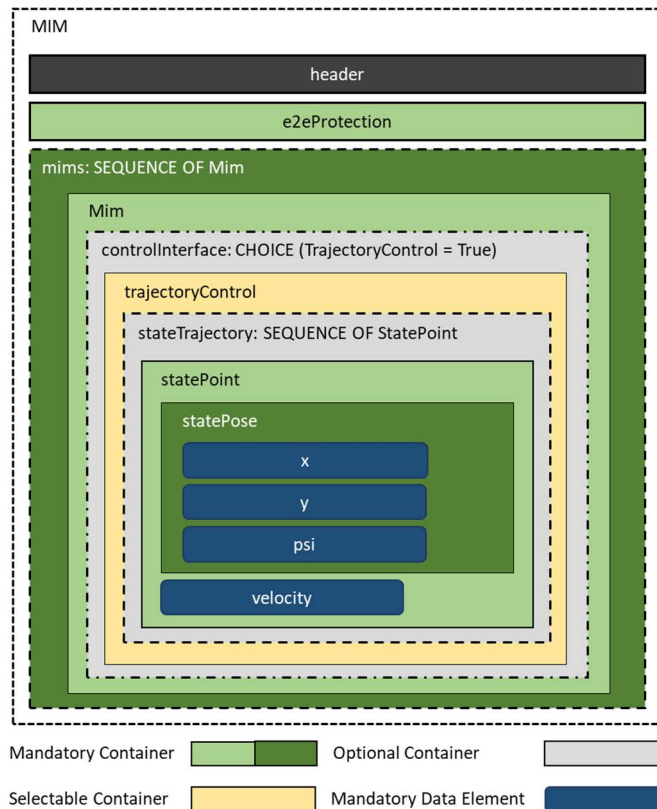 MIM
header
e2eProtection
mims: SEQUENCE OF Mim
Mim
controlInterface: CHOICE (TrajectoryControl = True)
trajectoryControl
stateTrajectory: SEQUENCE OF StatePoint
statePoint
statePose
x
y
psi
velocity
Mandatory Container
Optional Container
Selectable Container
Mandatory Data Element